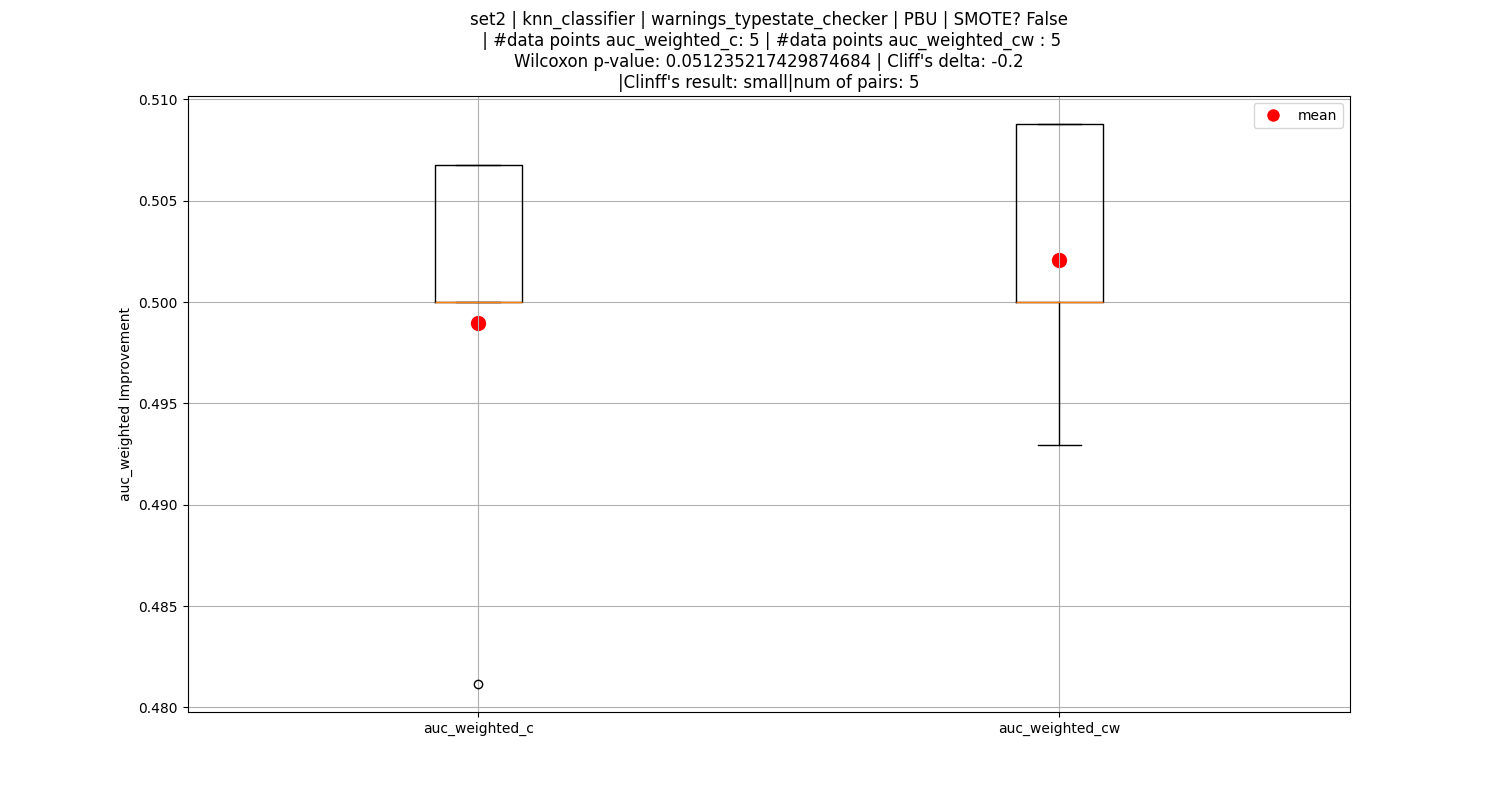 set2 | knn_classifier | warnings_typestate_checker | PBU | SMOTE? False
| #data points auc_weighted_c: 5 | #data points auc_weighted_cw : 5
Wilcoxon p-value: 0.051235217429874684 | Cliff's delta: -0.2
|Clinff's result: small|num of pairs: 5
mean
0.510
0.505
0.500
0.495
0.490
0.485
0.480
auc_weighted Improvement
auc_weighted_c
auc_weighted_cw